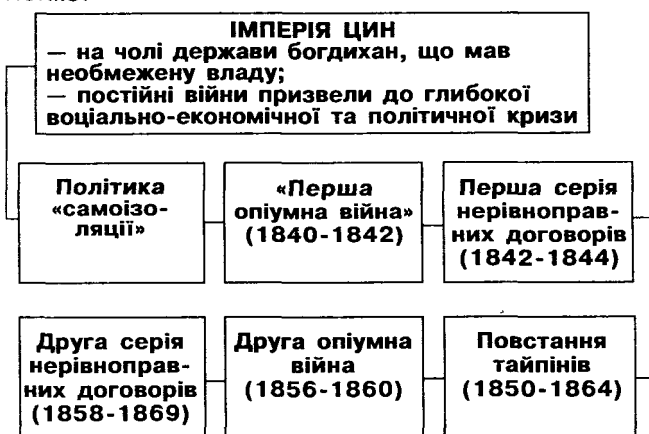 ІМПЕРІЯ ЦИН
— на чолі держави богдихан, що мав
необмежену владу;
— постійні війни призвели до глибокої
воціально-економічної та політичної кризи
Політика
«самоізо-
ляції»
«Перша
опіумна війна»
(1840-1842)
Перша серія
нерівноправ-
них договорів
(1842-1844)
Друга серія
нерівноправ-
них договорів
(1858-1869)
Друга опіумна
війна
(1856-1860)
Повстання
тайпінів
(1850-1864)